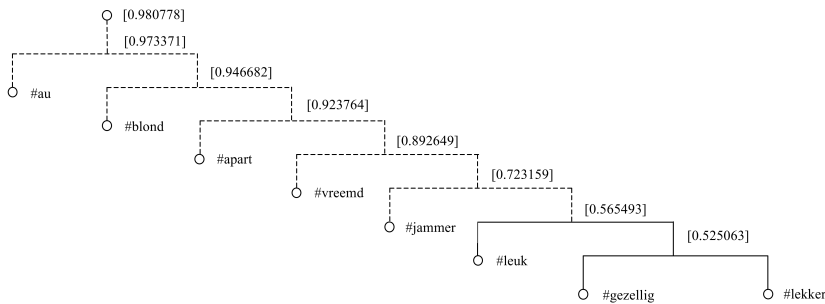 [0.980778]
[0.973371]
[0.946682]
#au
[0.923764]
#blond
[0.892649]
#apart
[0.723159]
#vreemd
[0.565493]
#jammer
[0.525063]
#leuk
#gezellig
#lekker